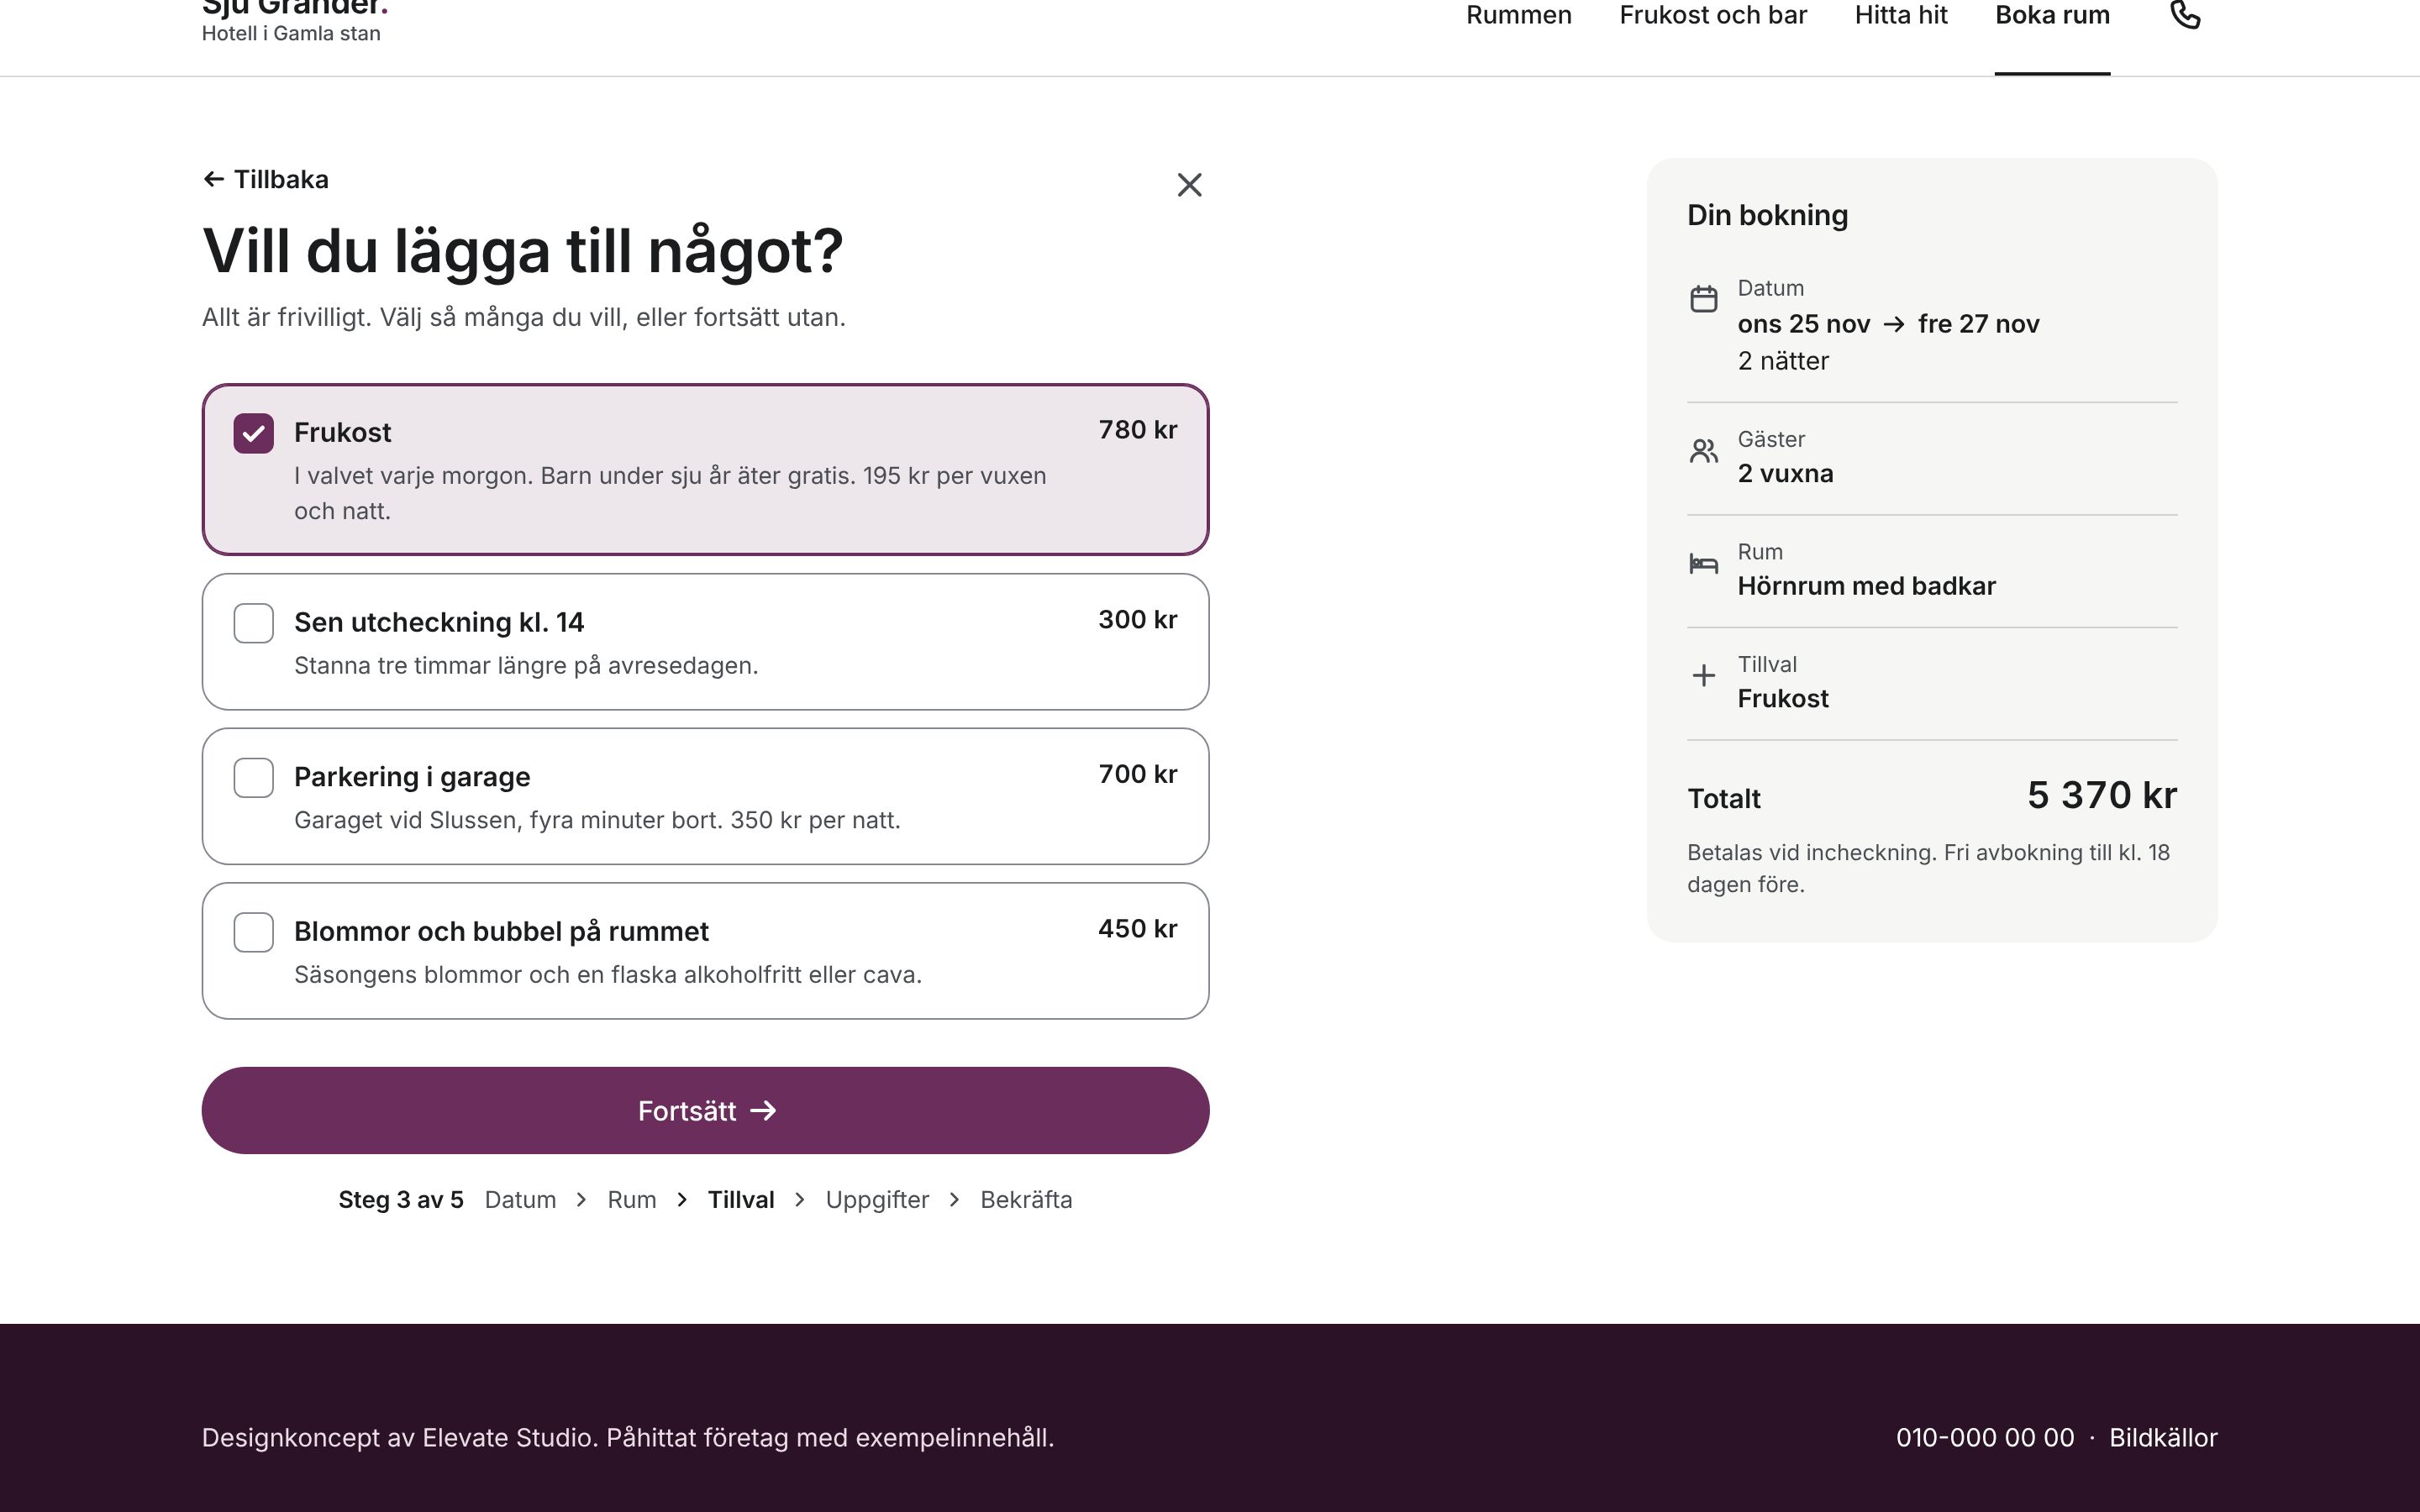 Sju Gränder.
Hotell i Gamla stan
Rummen
Frukost och bar
Hitta hit
Boka rum
Tillbaka
Vill du lägga till något?
Allt är frivilligt. Välj så många du vill, eller fortsätt utan.
Frukost
780 kr
I valvet varje morgon. Barn under sju år äter gratis. 195 kr per vuxen
och natt.
Sen utcheckning kl. 14
300 kr
Stanna tre timmar längre på avresedagen.
Parkering i garage
700 kr
Garaget vid Slussen, fyra minuter bort. 350 kr per natt.
Blommor och bubbel på rummet
450 kr
Säsongens blommor och en flaska alkoholfritt eller cava.
Fortsätt
Steg 3 av 5 Datum > Rum > Tillval > Uppgifter > Bekräfta
Din bokning
Datum
ons 25 nov → fre 27 nov
2 nätter
Gäster
2 vuxna
Rum
Hörnrum med badkar
Tillval
Frukost
Totalt
5 370 kr
Betalas vid incheckning. Fri avbokning till kl. 18
dagen före.
Designkoncept av Elevate Studio. Påhittat företag med exempelinnehåll.
010-000 00 00 · Bildkällor